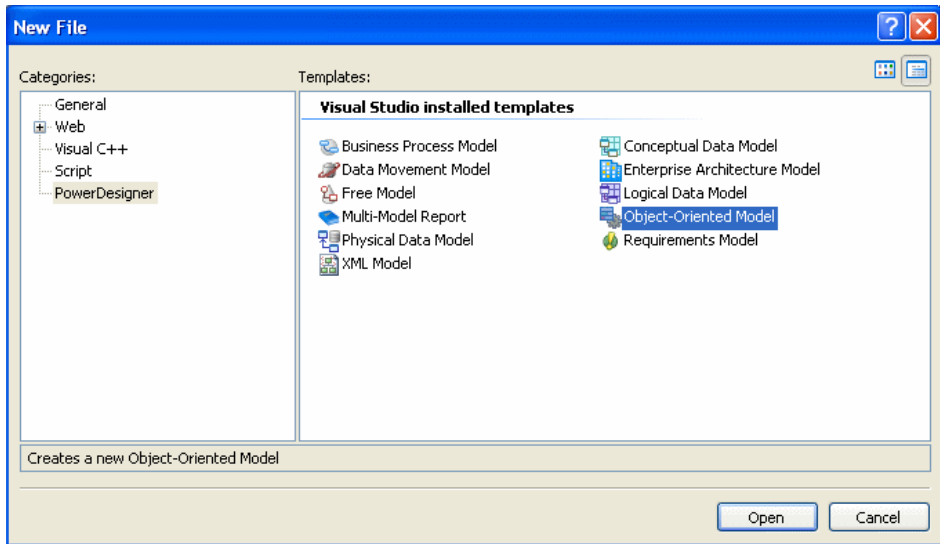 New File
Categories:
Templates:
General
Web
Visual C++
Script
PowerDesigner
Visual Studio installed templates
Business Process Model
Conceptual Data Model
Data Movement Model
Enterprise Architecture Model
Free Model
Logical Data Model
Multi-Model Report
Object-Oriented Model
Physical Data Model
Requirements Model
XML Model
Creates a new Object-Oriented Model
Open
Cancel